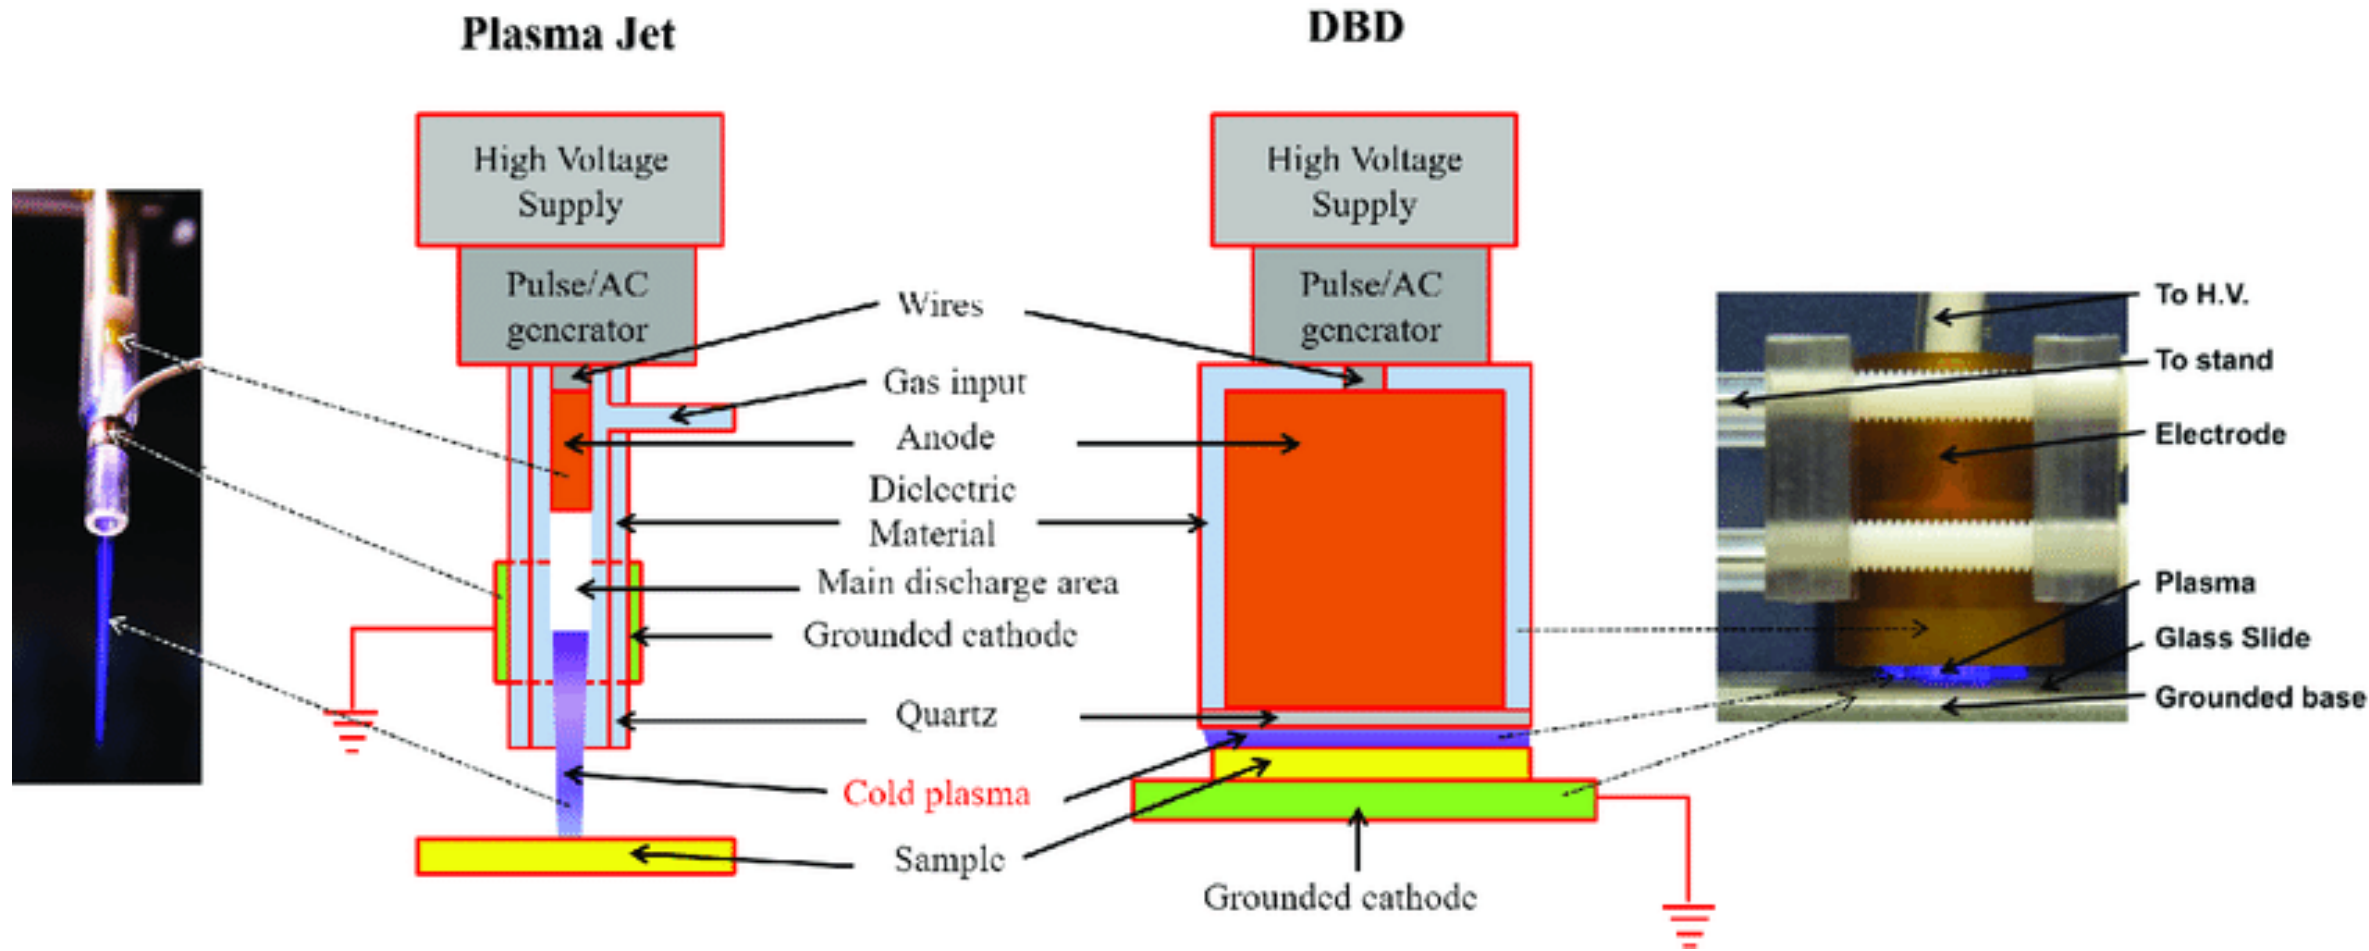 Plasma Jet
DBD
High Voltage
Supply
Pulse/AC
generator
High Voltage
Supply
Pulse/AC
generator
Wires
Gas input
Anode
Dielectric
Material
Main discharge area
Grounded cathode
Quartz
Cold plasma
Sample
Grounded cathode
To H.V.
To stand
Electrode
Plasma
Glass Slide
Grounded base